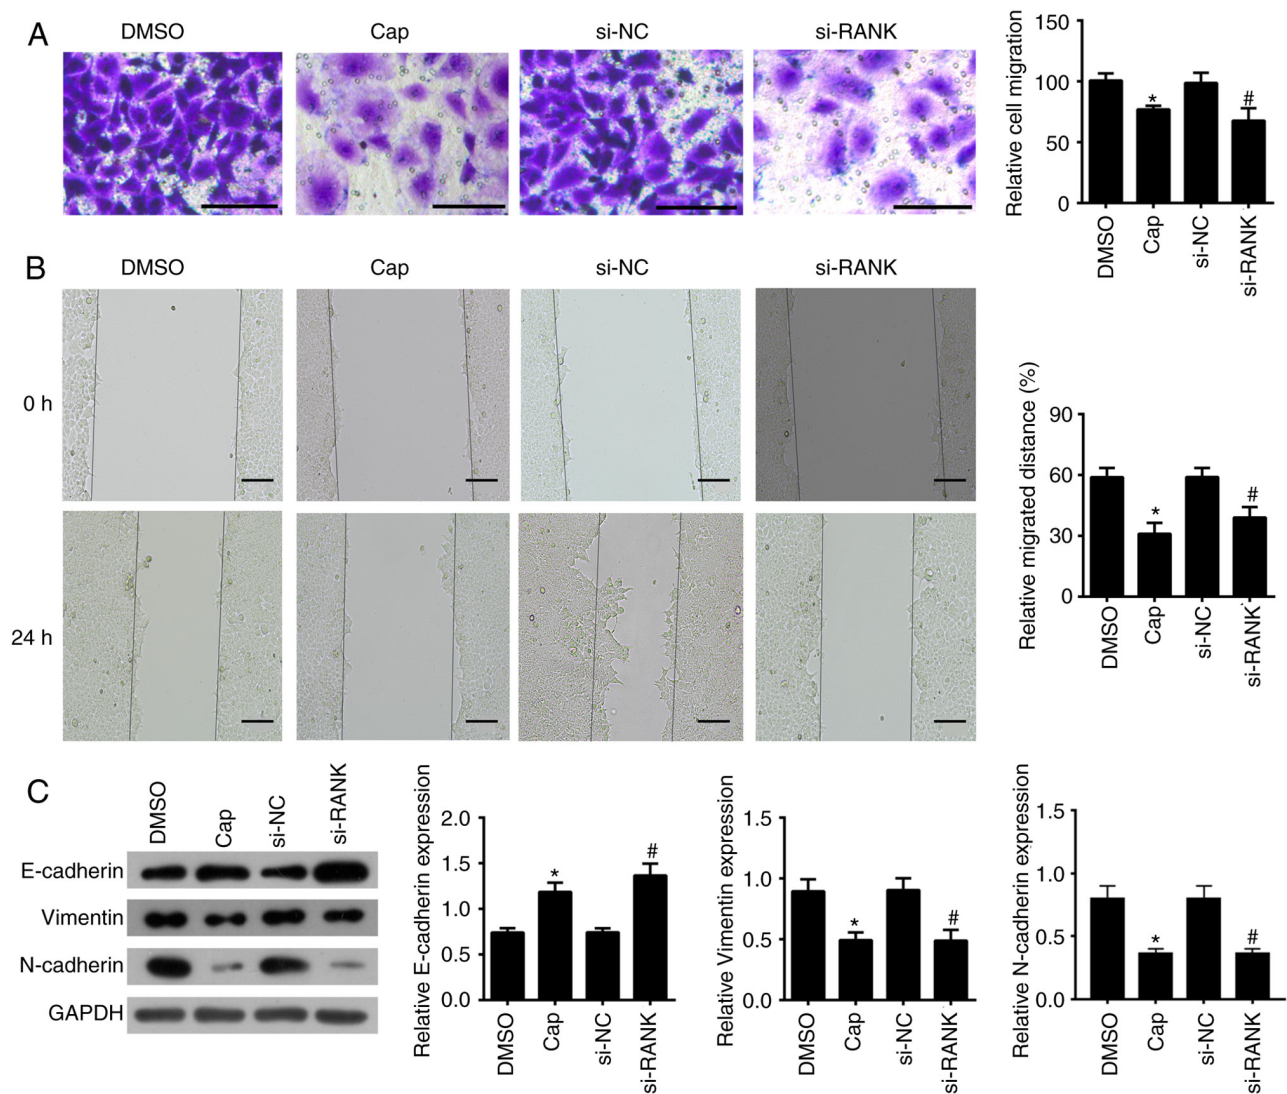 A
DMSO Cap si-NC si-RANK
Relative cell migration
150
100
50
0
*
#
DMSO
Cap
si-NC
si-RANK
B
DMSO Cap si-NC si-RANK
0 h
24 h
Relative migrated distance (%)
90
60
30
0
*
#
DMSO
Cap
si-NC
si-RANK
C
DMSO
Cap
si-NC
si-RANK
E-cadherin
Vimentin
N-cadherin
GAPDH
Relative E-cadherin expression
2.0
1.5
1.0
0.5
0.0
*
#
DMSO
Cap
si-NC
si-RANK
Relative Vimentin expression
1.5
1.0
0.5
0.0
*
#
DMSO
Cap
si-NC
si-RANK
Relative N-cadherin expression
1.5
1.0
0.5
0.0
*
#
DMSO
Cap
si-NC
si-RANK